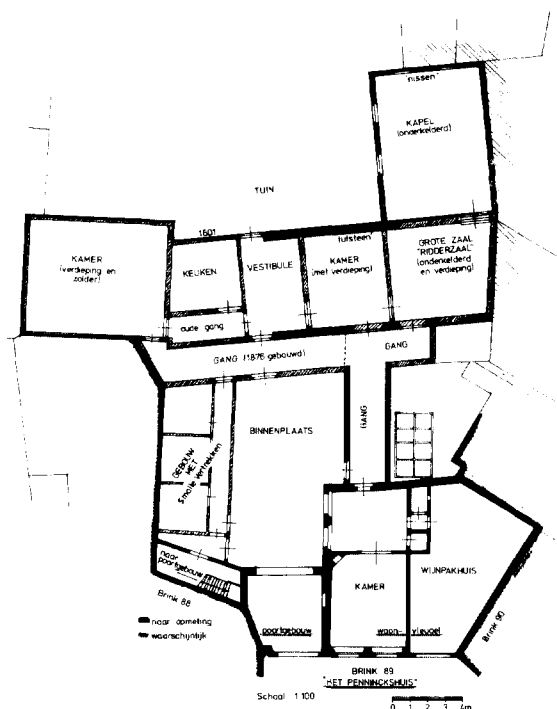 "nissen"
KAPEL
(onderkelderd)
TUIN
1601
tufsteen
KAMER
(verdieping en
zolder)
KEUKEN
VESTIBULE
KAMER
(met verdieping)
GROTE ZAAL
"RIDDERZAAL"
(onderkelderd
en verdieping)
oude gang
GANG (1876 gebouwd)
GANG
GANG
BINNENPLAATS
GEBOUW MET
smalle vertrekken
naar
poortgebouw
Brink 88
KAMER
WIJNPAKHUIS
Brink 90
poortgebouw
woon-vleugel
naar opmeting
waarschijnlijk
BRINK 89
"HET PENNINCKSHUIS"
Schaal 1:100
0 1 2 3 4m